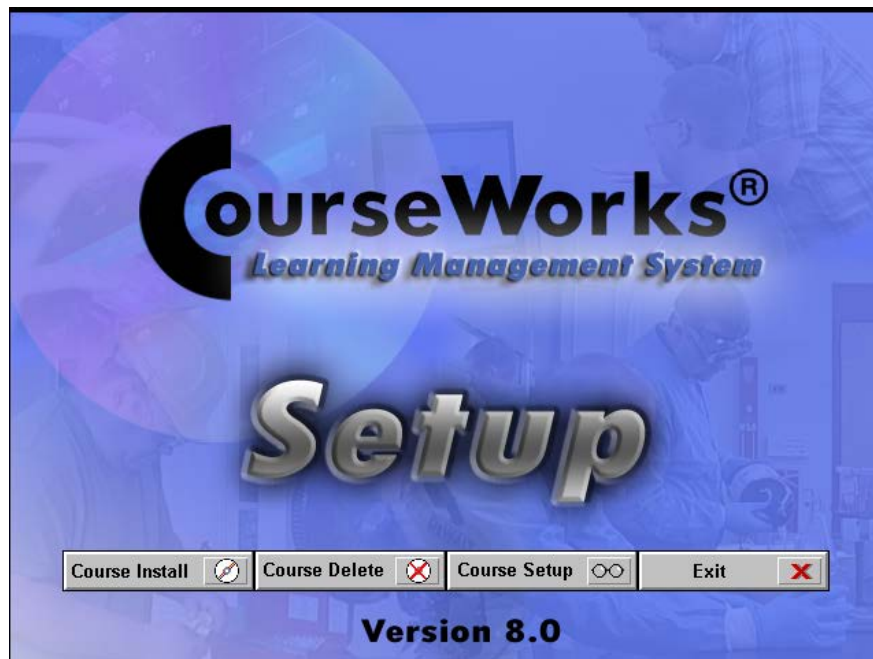 CourseWorks®
Learning Management System
Setup
Course Install Course Delete Course Setup Exit
Version 8.0